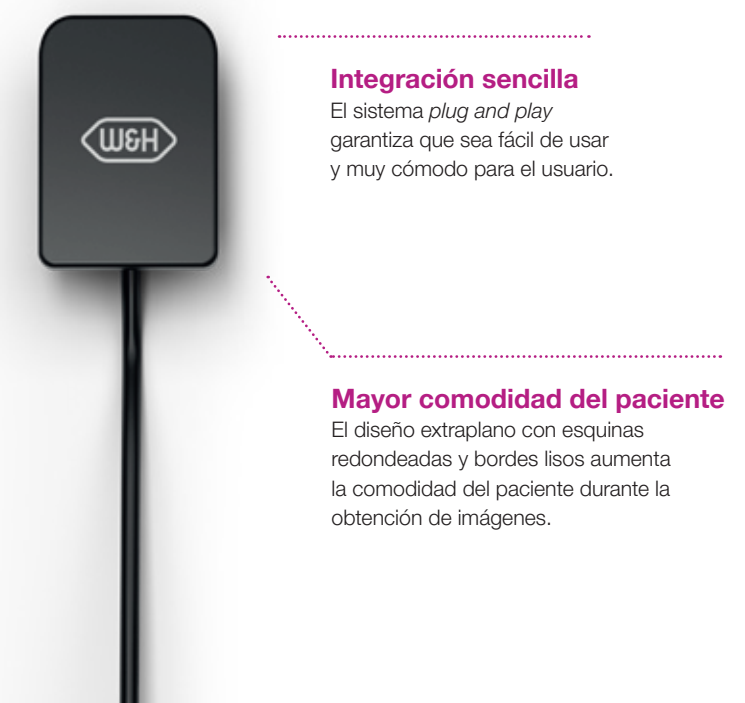 W&H
Integración sencilla
El sistema plug and play
garantiza que sea fácil de usar
y muy cómodo para el usuario.
Mayor comodidad del paciente
El diseño extraplano con esquinas
redondeadas y bordes lisos aumenta
la comodidad del paciente durante la
obtención de imágenes.